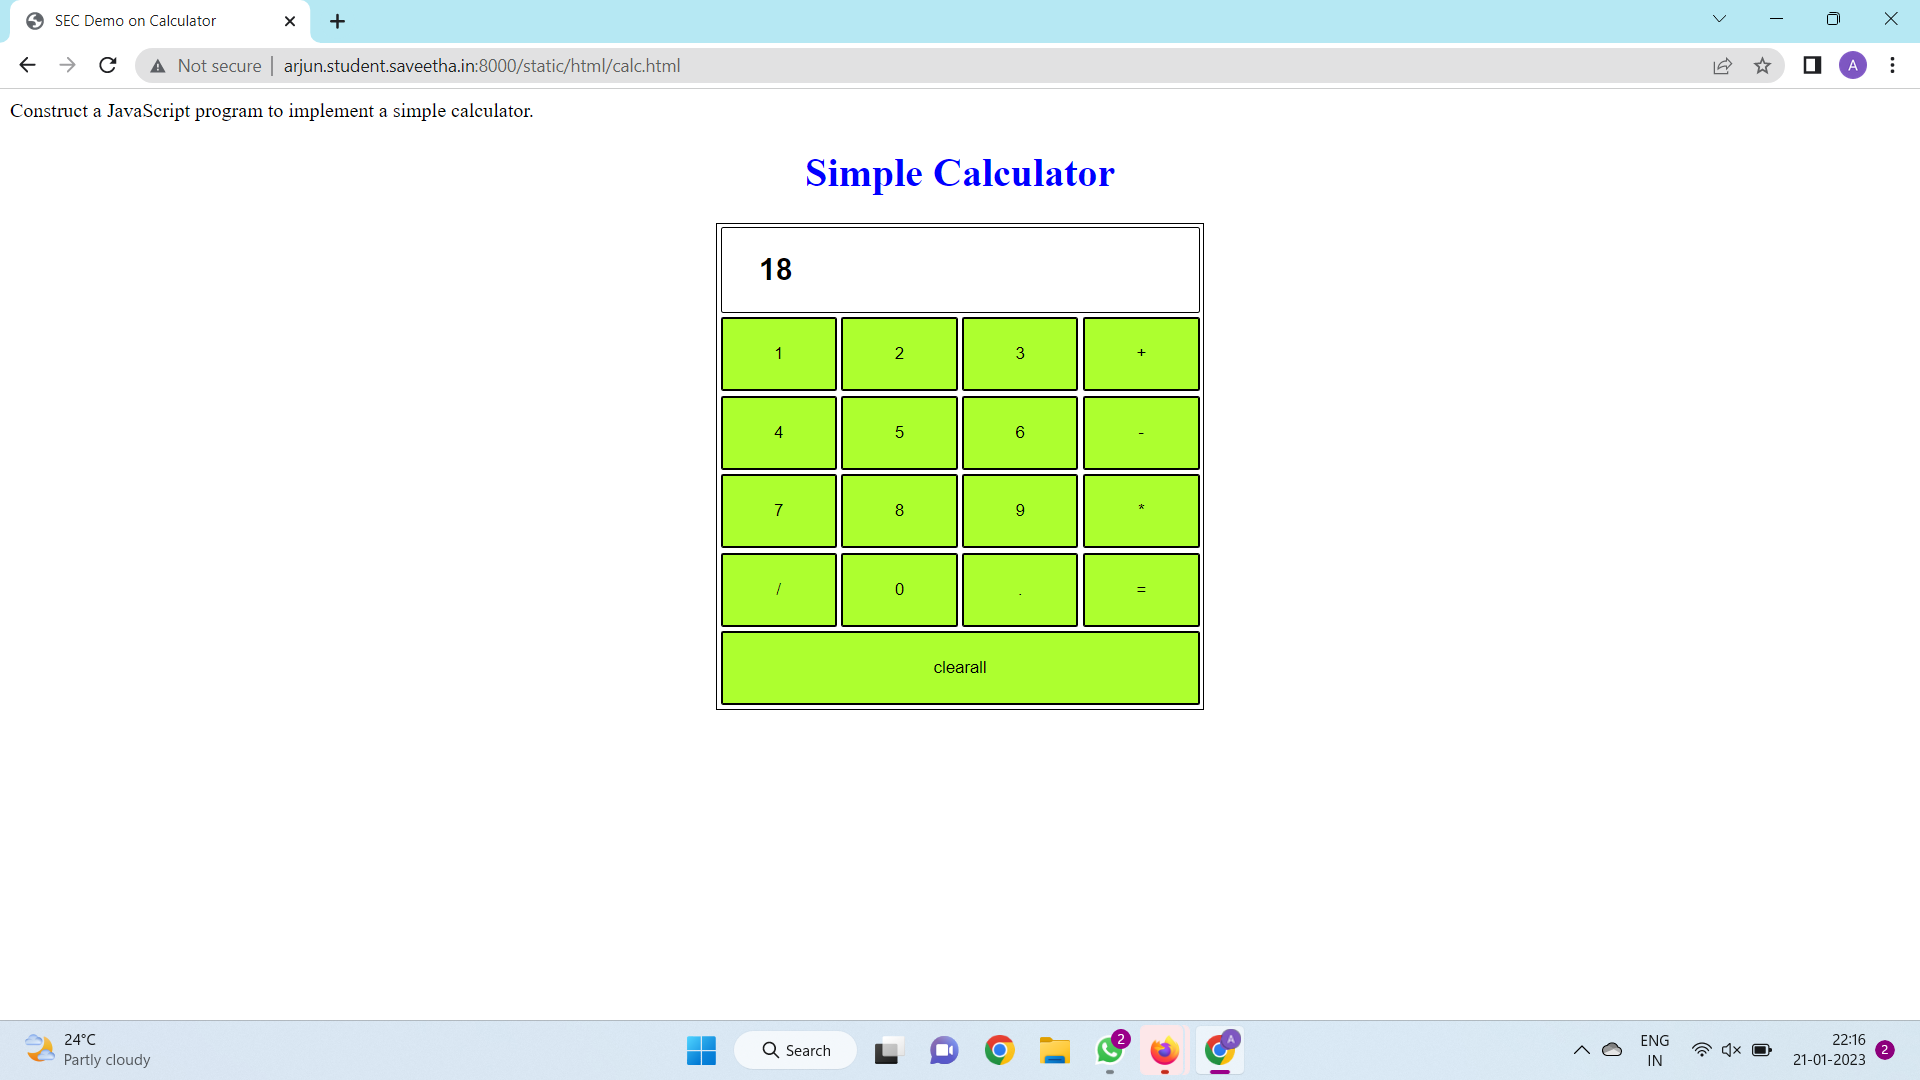 SEC Demo on Calculator
Not secure | arjun.student.saveetha.in:8000/static/html/calc.html
A
Construct a JavaScript program to implement a simple calculator.
Simple Calculator
18
1 2 3 +
4 5 6 -
7 8 9 *
/ 0 . =
clearall
24°C
Partly cloudy
Search
2
A
ENG
IN
22:16
21-01-2023
2